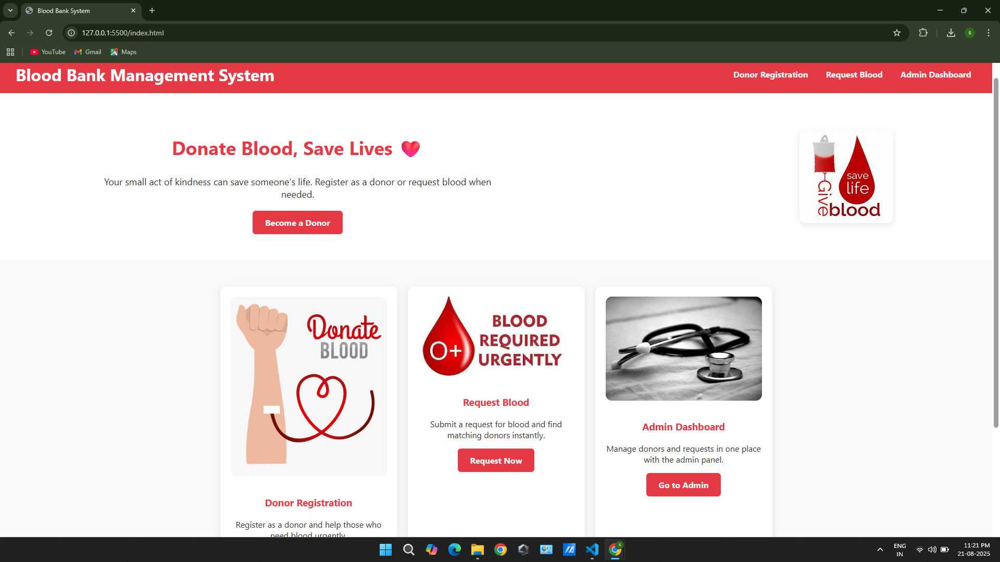 Blood Bank System
127.0.0.1:5500/index.html
YouTube
Gmail
Maps
Blood Bank Management System
Donor Registration
Request Blood
Admin Dashboard
Donate Blood, Save Lives
Your small act of kindness can save someone's life. Register as a donor or request blood when
needed.
Become a Donor
save
life
Give
blood
Donate
BLOOD
Donor Registration
Register as a donor and help those who
need blood urgently.
O+
BLOOD
REQUIRED
URGENTLY
Request Blood
Submit a request for blood and find
matching donors instantly.
Request Now
Admin Dashboard
Manage donors and requests in one place
with the admin panel.
Go to Admin
S
S
ENG
IN
11:21 PM
21-08-2025